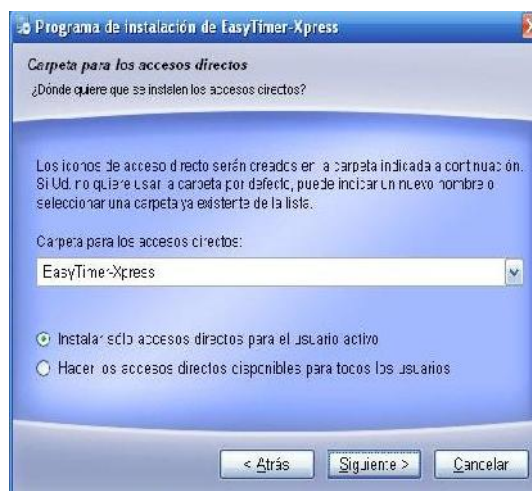 Programa de instalación de EasyTimer-Xpress
Carpeta para los accesos directos
¿Dónde quiere que se instalen los accesos directos?
Los iconos de acceso directo serán creados en la carpeta indicada a continuación.
Si Ud. no quiere usar la carpeta por defecto, puede indicar un nuevo nombre o
seleccionar una carpeta ya existente de la lista.
Carpeta para los accesos directos:
EasyTimer-Xpress
Instalar sólo accesos directos para el usuario activo
Hacer los accesos directos disponibles para todos los usuarios
< Atrás
Siguiente >
Cancelar